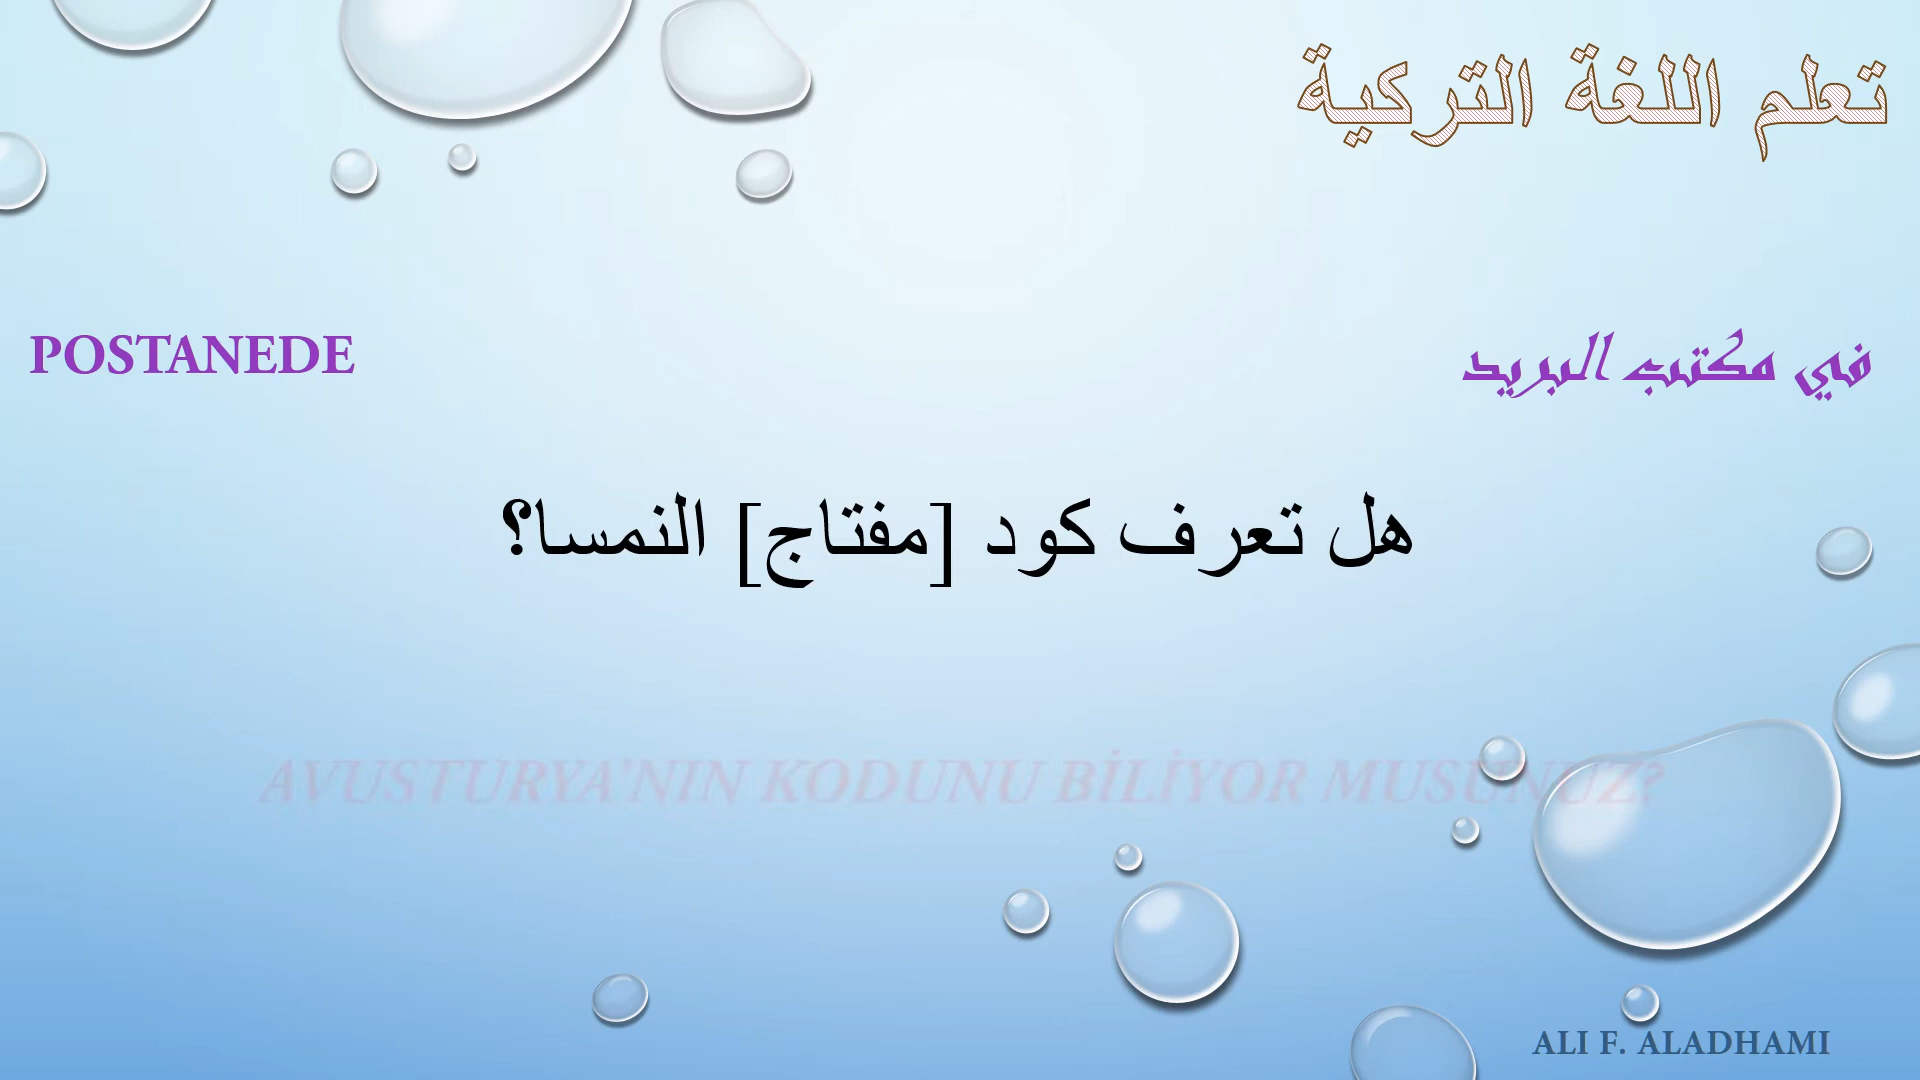 تعلم اللغة التركية
POSTANEDE
في مكتب البريد
هل تعرف كود [مفتاح] النمسا؟
AVUSTURYA'NIN KODUNU BİLİYOR MUSUNUZ?
ALI F. ALADHAMI